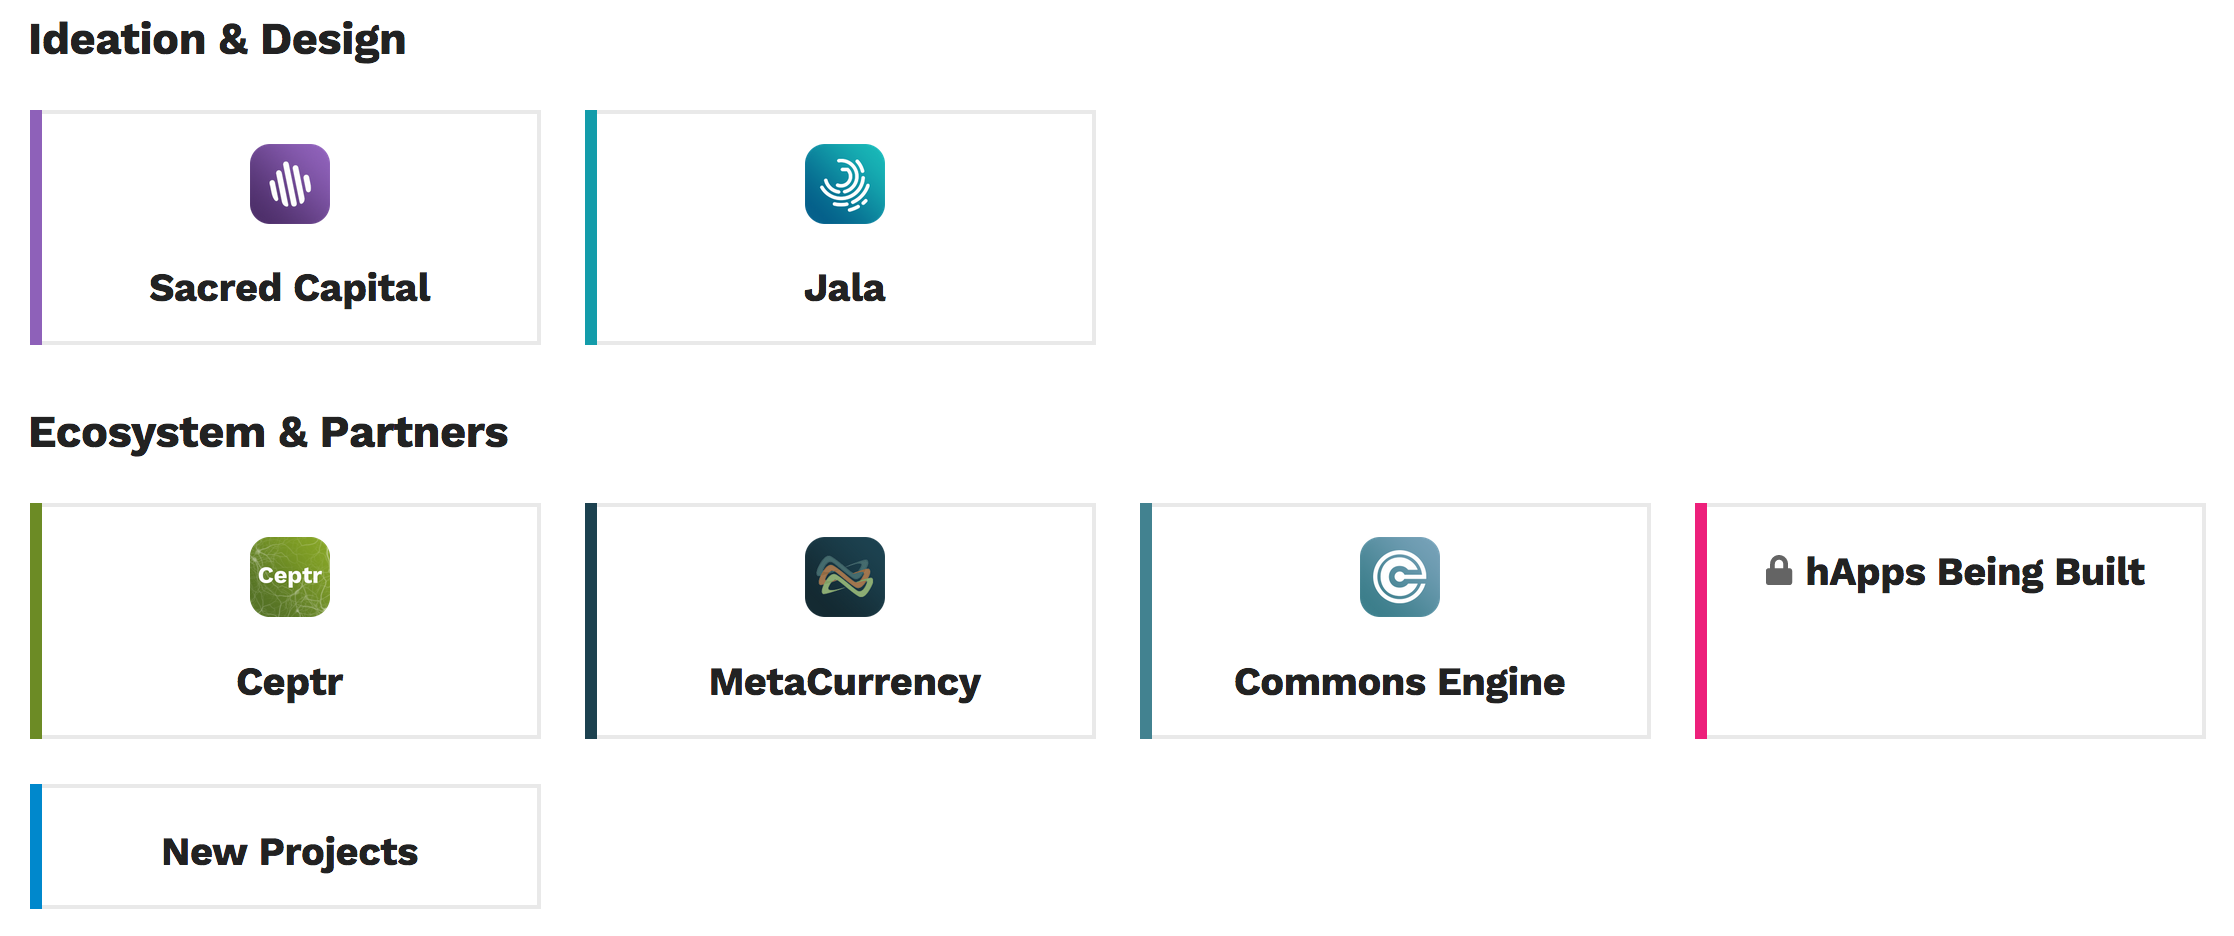 Ideation & Design
Sacred Capital
Jala
Ecosystem & Partners
Ceptr
Ceptr
MetaCurrency
Commons Engine
hApps Being Built
New Projects